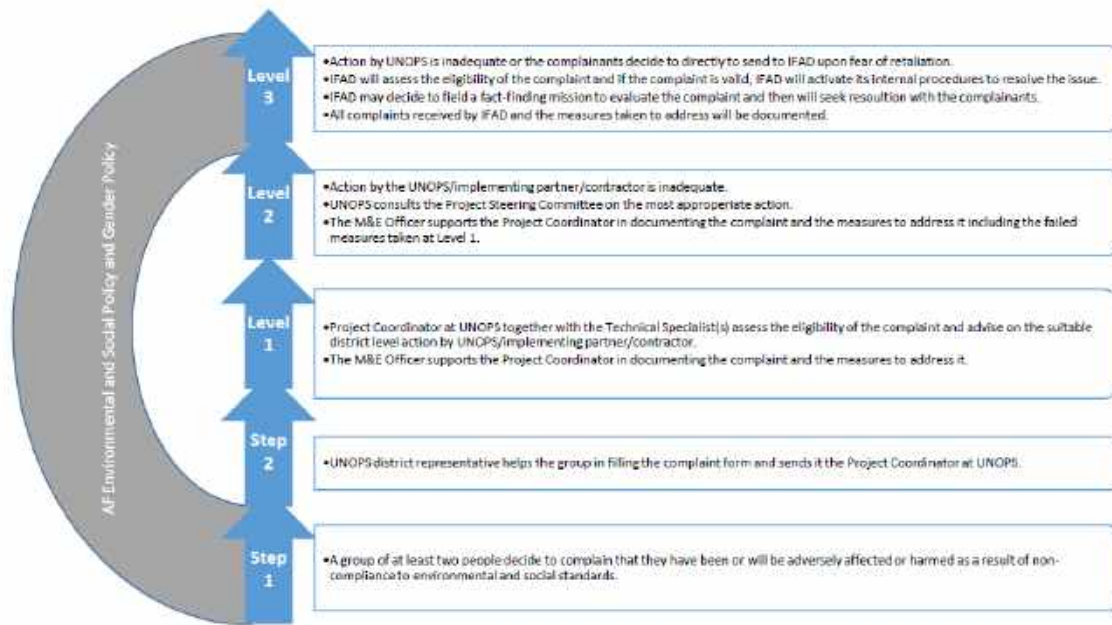 AF Environmental and Social Policy and Gender Policy
Level
3
•Action by UNOPS is inadequate or the complainants decide to directly to send to IFAD upon fear of retaliation.
•IFAD will assess the eligibility of the complaint and if the complaint is valid, IFAD will activate its internal procedures to resolve the issue.
•IFAD may decide to field a fact-finding mission to evaluate the complaint and then will seek resoultion with the complainants.
•All complaints received by IFAD and the measures taken to address will be documented.
Level
2
•Action by the UNOPS/implementing partner/contractor is inadequate.
•UNOPS consults the Project Steering Committee on the most approperiate action.
•The M&E Officer supports the Project Coordinator in documenting the complaint and the measures to address it including the failed
measures taken at Level 1.
Level
1
•Project Coordinator at UNOPS together with the Technical Specialist(s) assess the eligibility of the complaint and advise on the suitable
district level action by UNOPS/implementing partner/contractor.
•The M&E Officer supports the Project Coordinator in documenting the complaint and the measures to address it.
Step
2
•UNOPS district representative helps the group in filling the complaint form and sends it the Project Coordinator at UNOPS.
Step
1
•A group of at least two people decide to complain that they have been or will be adversely affected or harmed as a result of non-
compliance to environmental and social standards.